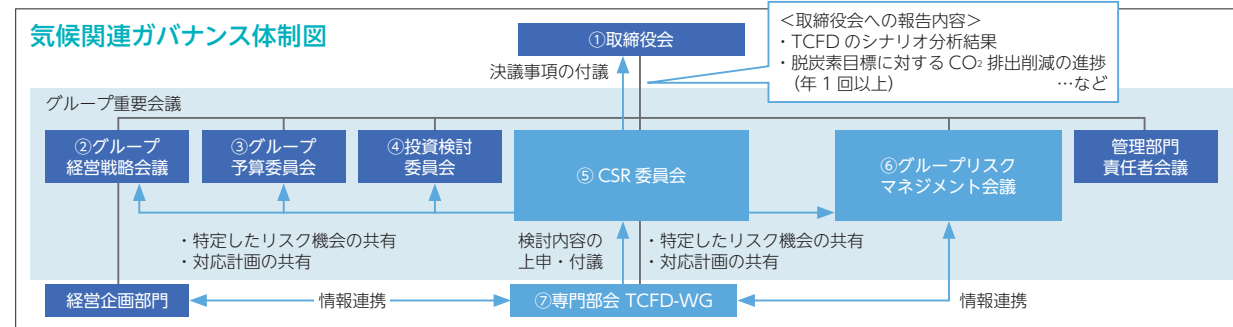 気候関連ガバナンス体制図
①取締役会
＜取締役会への報告内容＞
・TCFD のシナリオ分析結果
・脱炭素目標に対する CO₂ 排出削減の進捗
（年 1 回以上） …など
決議事項の付議
グループ重要会議
②グループ
経営戦略会議
③グループ
予算委員会
④投資検討
委員会
⑤ CSR 委員会
⑥グループリスク
マネジメント会議
管理部門
責任者会議
・特定したリスク機会の共有
・対応計画の共有
検討内容の
上申・付議
・特定したリスク機会の共有
・対応計画の共有
経営企画部門
情報連携
⑦専門部会 TCFD-WG
情報連携